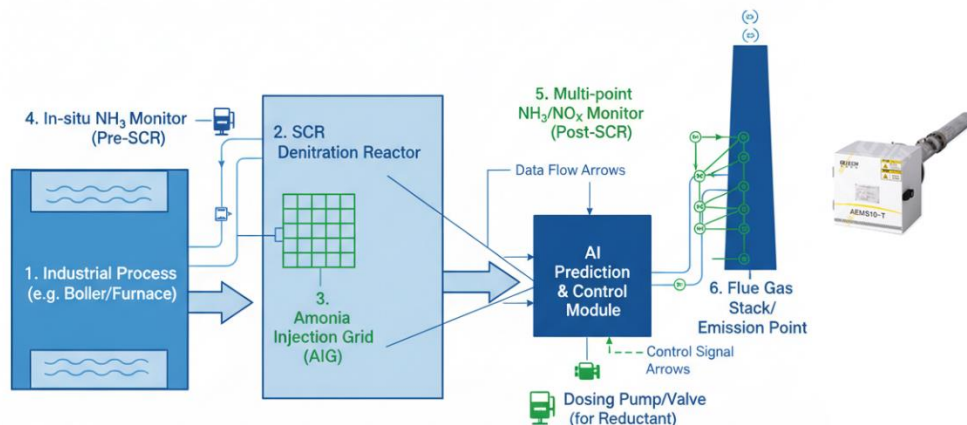 4. In-situ NH₃ Monitor
(Pre-SCR)
1. Industrial Process
(e.g. Boller/Furnace)
2. SCR
Denitration Reactor
3.
Amonia
Injection Grid
(AIG)
5. Multi-point
NH₃/NOₓ Monitor
(Post-SCR)
Data Flow Arrows
AI
Prediction
& Control
Module
Control Signal
Arrows
Dosing Pump/Valve
(for Reductant)
6. Flue Gas
Stack/
Emission Point
AEMS10-T